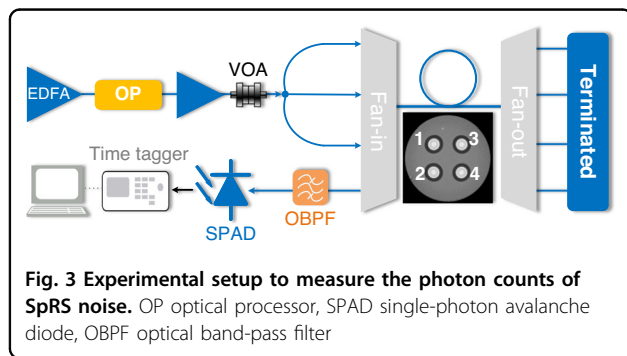 EDFA
OP
VOA
Fan-in
Fan-out
Terminated
1
3
2
4
Time tagger
SPAD
OBPF
Fig. 3 Experimental setup to measure the photon counts of
SpRS noise. OP optical processor, SPAD single-photon avalanche
diode, OBPF optical band-pass filter